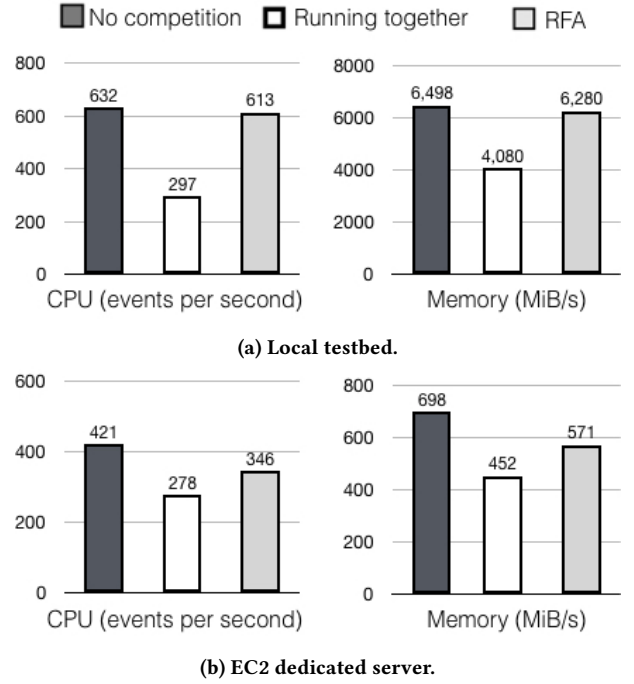 No competition Running together RFA
800 8000
632 6,498
613 6,280
600 6000
4,080
400 4000
297
200 2000
0 0
CPU (events per second) Memory (MiB/s)
(a) Local testbed.
600 800
698
421 571
600
400 346 452
278 400
200 200
0 0
CPU (events per second) Memory (MiB/s)
(b) EC2 dedicated server.